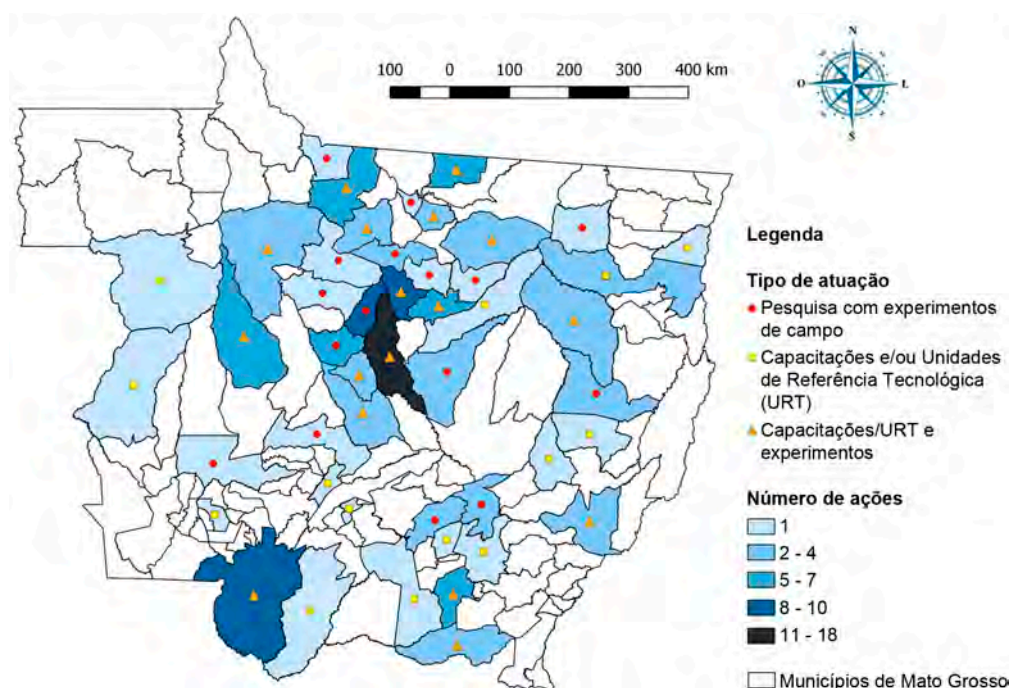 N
O
L
S
100 0 100 200 300 400 km
Legenda
Tipo de atuação
Pesquisa com experimentos
de campo
Capacitações e/ou Unidades
de Referência Tecnológica
(URT)
Capacitações/URT e
experimentos
Número de ações
1
2 - 4
5 - 7
8 - 10
11 - 18
Municípios de Mato Grosso